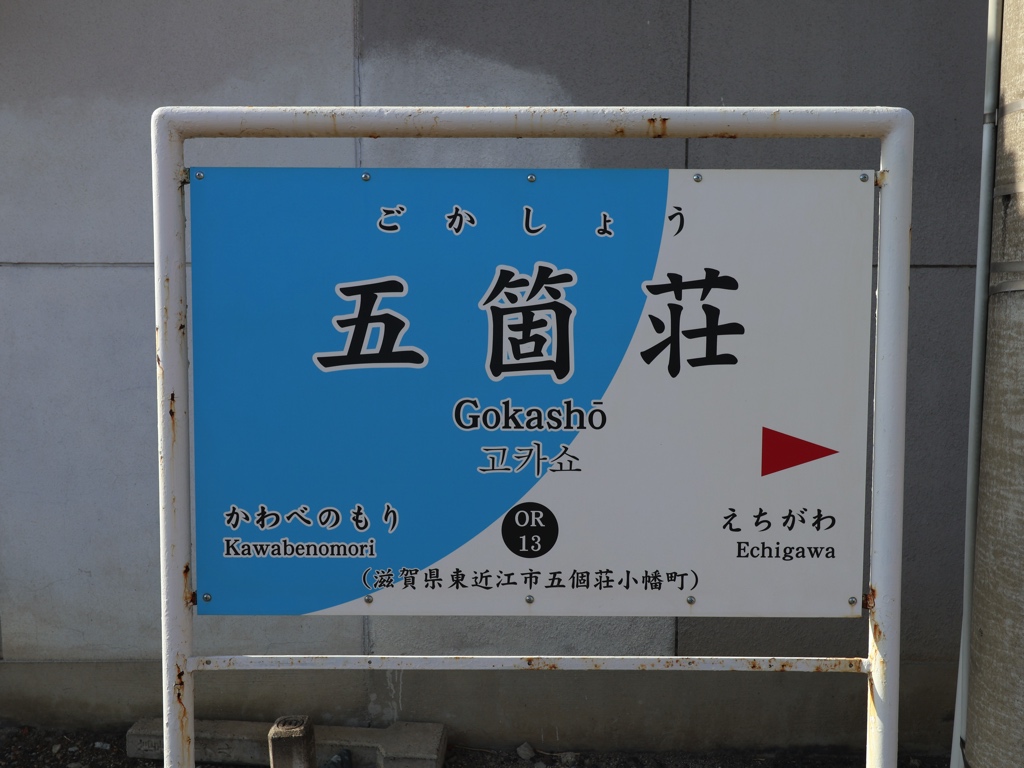 ごかしょう
五箇荘
Gokashō
고카쇼
かわべのもり
Kawabenomori
OR
13
えちがわ
Echigawa
(滋賀県東近江市五個荘小幡町)